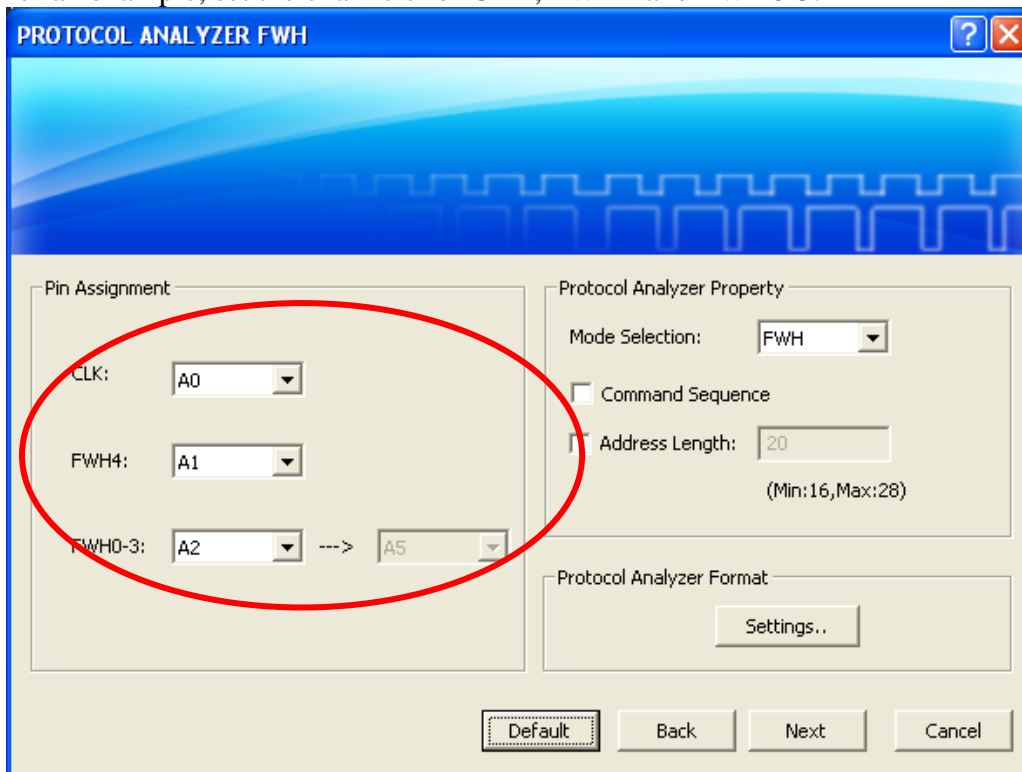 PROTOCOL ANALYZER FWH
Pin Assignment
CLK:
A0
FWH4:
A1
FWH0-3:
A2
--->
A5
Protocol Analyzer Property
Mode Selection:
FWH
Command Sequence
Address Length:
20
(Min:16,Max:28)
Protocol Analyzer Format
Settings..
Default
Back
Next
Cancel